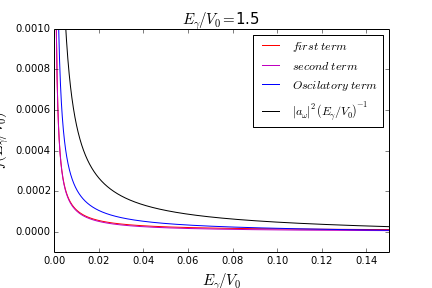 E_γ/V_0 = 1.5
0.0010
0.0008
0.0006
0.0004
0.0002
0.0000
first term
second term
Oscilatory term
|a_ω|^2 (E_γ/V_0)^{-1}
0.00 0.02 0.04 0.06 0.08 0.10 0.12 0.14
E_γ/V_0